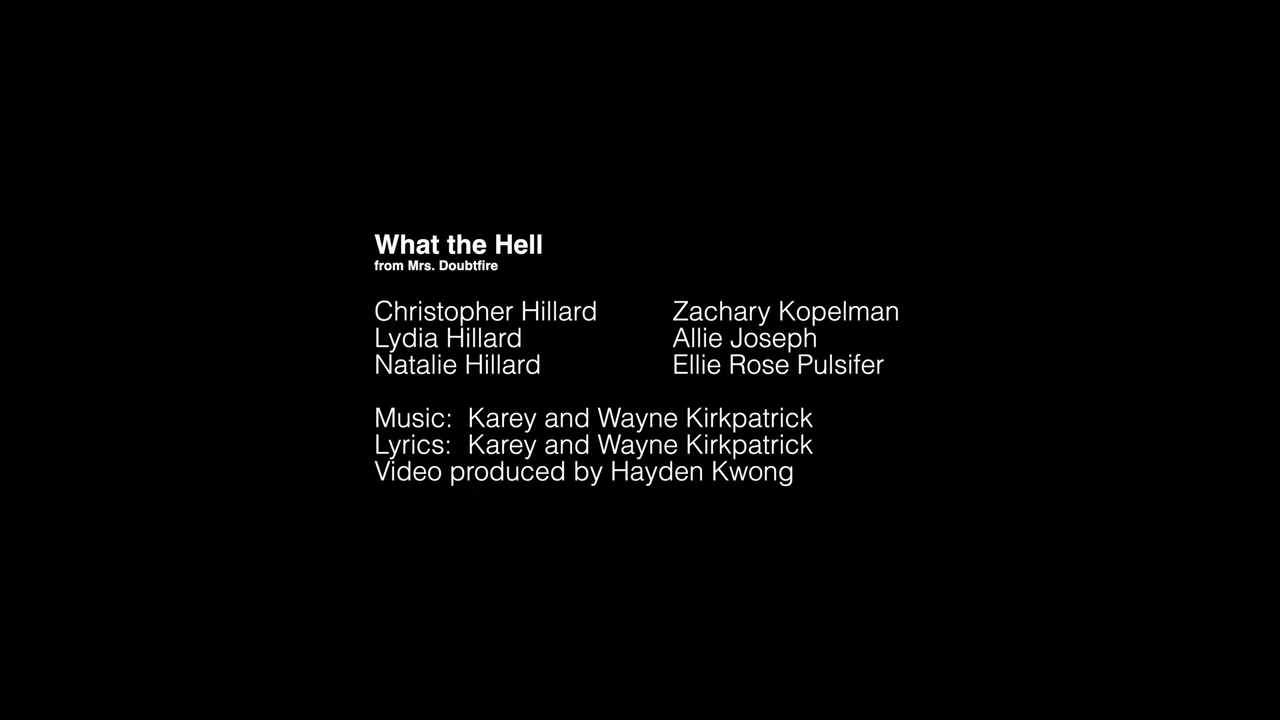 What the Hell
from Mrs. Doubtfire
Christopher Hillard Zachary Kopelman
Lydia Hillard Allie Joseph
Natalie Hillard Ellie Rose Pulsifer
Music: Karey and Wayne Kirkpatrick
Lyrics: Karey and Wayne Kirkpatrick
Video produced by Hayden Kwong